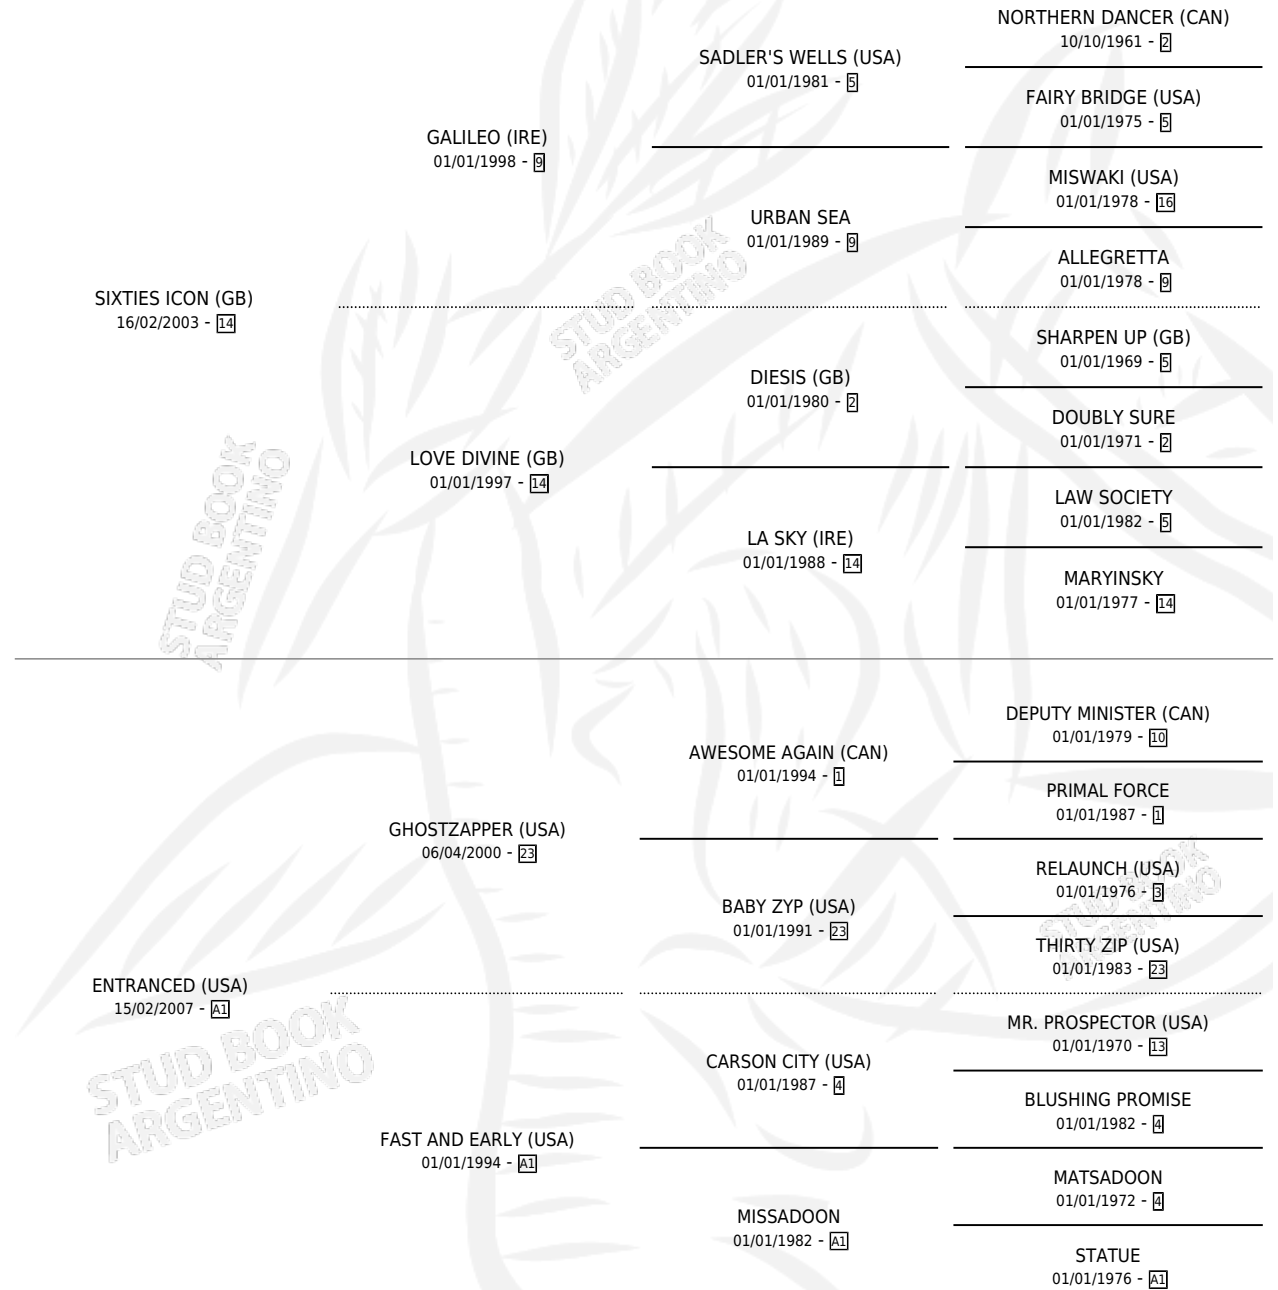 NORTHERN DANCER (CAN)
10/10/1961 - 2
SADLER'S WELLS (USA)
01/01/1981 - 5
FAIRY BRIDGE (USA)
01/01/1975 - 5
GALILEO (IRE)
01/01/1998 - 9
MISWAKI (USA)
01/01/1978 - 16
URBAN SEA
01/01/1989 - 9
ALLEGRETTA
01/01/1978 - 9
SIXTIES ICON (GB)
16/02/2003 - 14
SHARPEN UP (GB)
01/01/1969 - 5
DIESIS (GB)
01/01/1980 - 2
DOUBLY SURE
01/01/1971 - 2
LOVE DIVINE (GB)
01/01/1997 - 14
LAW SOCIETY
01/01/1982 - 5
LA SKY (IRE)
01/01/1988 - 14
MARYINSKY
01/01/1977 - 14
DEPUTY MINISTER (CAN)
01/01/1979 - 10
AWESOME AGAIN (CAN)
01/01/1994 - 1
PRIMAL FORCE
01/01/1987 - 1
GHOSTZAPPER (USA)
06/04/2000 - 23
RELAUNCH (USA)
01/01/1976 - 3
BABY ZYP (USA)
01/01/1991 - 23
THIRTY ZIP (USA)
01/01/1983 - 23
ENTRANCED (USA)
15/02/2007 - A1
MR. PROSPECTOR (USA)
01/01/1970 - 13
CARSON CITY (USA)
01/01/1987 - 4
BLUSHING PROMISE
01/01/1982 - 4
FAST AND EARLY (USA)
01/01/1994 - A1
MATSADOON
01/01/1972 - 4
MISSADOON
01/01/1982 - A1
STATUE
01/01/1976 - A1
STUD BOOK
ARGENTINO
STUD BOOK
ARGENTINO
STUD BOOK
ARGENTINO
STUD BOOK
ARGENTINO